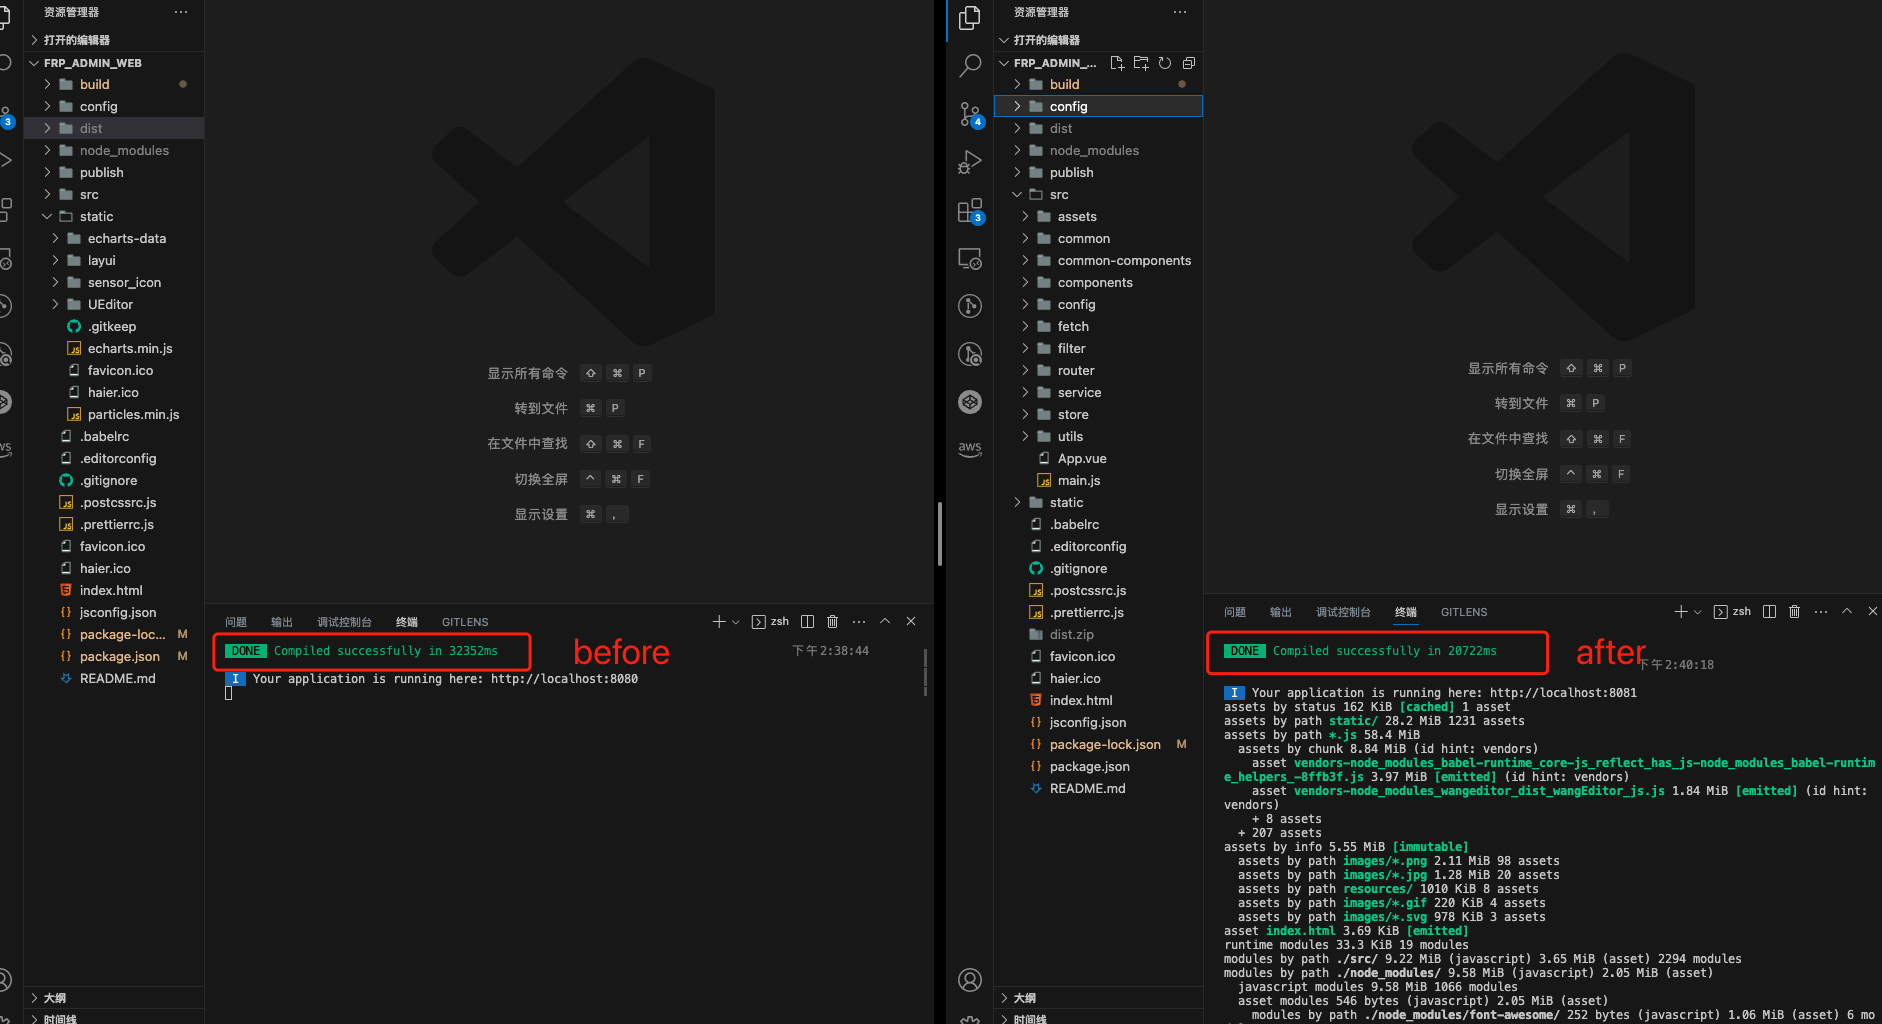 资源管理器
打开的编辑器
FRP_ADMIN_WEB
build
config
dist
node_modules
publish
src
static
echarts-data
layui
sensor_icon
UEditor
.gitkeep
echarts.min.js
favicon.ico
haier.ico
particles.min.js
.babelrc
.editorconfig
.gitignore
.postcssrc.js
.prettierrc.js
favicon.ico
haier.ico
index.html
jsconfig.json
package-loc... M
package.json M
README.md
大纲
时间线
3
显示所有命令 ⇧ ⌘ P
转到文件 ⌘ P
在文件中查找 ⇧ ⌘ F
切换全屏 ^ ⌘ F
显示设置 ⌘ ,
问题 输出 调试控制台 终端 GITLENS zsh
DONE Compiled successfully in 32352ms 下午2:38:44
before
I Your application is running here: http://localhost:8080
资源管理器
打开的编辑器
FRP_ADMIN_...
build
config
dist
node_modules
publish
src
assets
common
common-components
components
config
fetch
filter
router
service
store
utils
App.vue
main.js
static
.babelrc
.editorconfig
.gitignore
.postcssrc.js
.prettierrc.js
dist.zip
favicon.ico
haier.ico
index.html
jsconfig.json
package-lock.json M
package.json
README.md
大纲
时间线
4
3
aws
显示所有命令 ⇧ ⌘ P
转到文件 ⌘ P
在文件中查找 ⇧ ⌘ F
切换全屏 ^ ⌘ F
显示设置 ⌘ ,
问题 输出 调试控制台 终端 GITLENS zsh
DONE Compiled successfully in 20722ms
after
下午2:40:18
I Your application is running here: http://localhost:8081
assets by status 162 KiB [cached] 1 asset
assets by path static/ 28.2 MiB 1231 assets
assets by path *.js 58.4 MiB
assets by chunk 8.84 MiB (id hint: vendors)
asset vendors-node_modules_babel-runtime_core-js_reflect_has_js-node_modules_babel-runtim
e_helpers_-8ffb3f.js 3.97 MiB [emitted] (id hint: vendors)
asset vendors-node_modules_wangeditor_dist_wangEditor_js.js 1.84 MiB [emitted] (id hint:
vendors)
+ 8 assets
+ 207 assets
assets by info 5.55 MiB [immutable]
assets by path images/*.png 2.11 MiB 98 assets
assets by path images/*.jpg 1.28 MiB 20 assets
assets by path resources/ 1010 KiB 8 assets
assets by path images/*.gif 220 KiB 4 assets
assets by path images/*.svg 978 KiB 3 assets
asset index.html 3.69 KiB [emitted]
runtime modules 33.3 KiB 19 modules
modules by path ./src/ 9.22 MiB (javascript) 3.65 MiB (asset) 2294 modules
modules by path ./node_modules/ 9.58 MiB (javascript) 2.05 MiB (asset)
javascript modules 9.58 MiB 1066 modules
asset modules 546 bytes (javascript) 2.05 MiB (asset)
modules by path ./node_modules/font-awesome/ 252 bytes (javascript) 1.06 MiB (asset) 6 mo